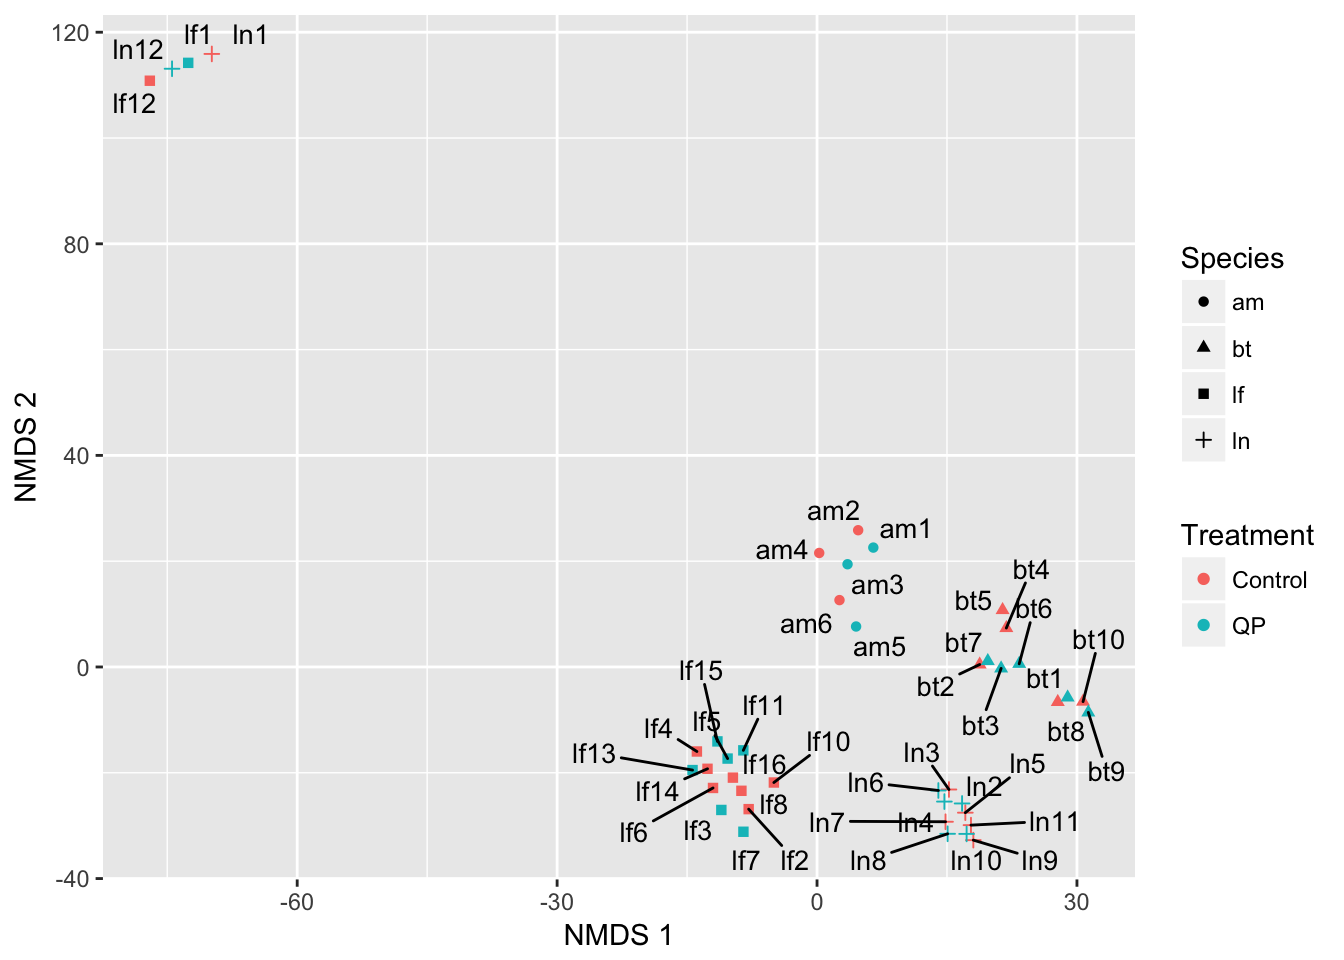 120
80
40
0
-40
-60
-30
0
30
NMDS 1
NMDS 2
lf1
ln1
ln12
lf12
am2
am1
am4
am3
am6
am5
bt4
bt5
bt6
bt7
bt10
bt2
bt1
bt3
bt8
bt9
lf15
lf11
lf5
lf4
lf10
lf13
lf16
lf14
lf8
lf6
lf3
lf7
lf2
ln3
ln5
ln6
ln2
ln7
ln4
ln11
ln8
ln10
ln9
Species
am
bt
lf
ln
Treatment
Control
QP